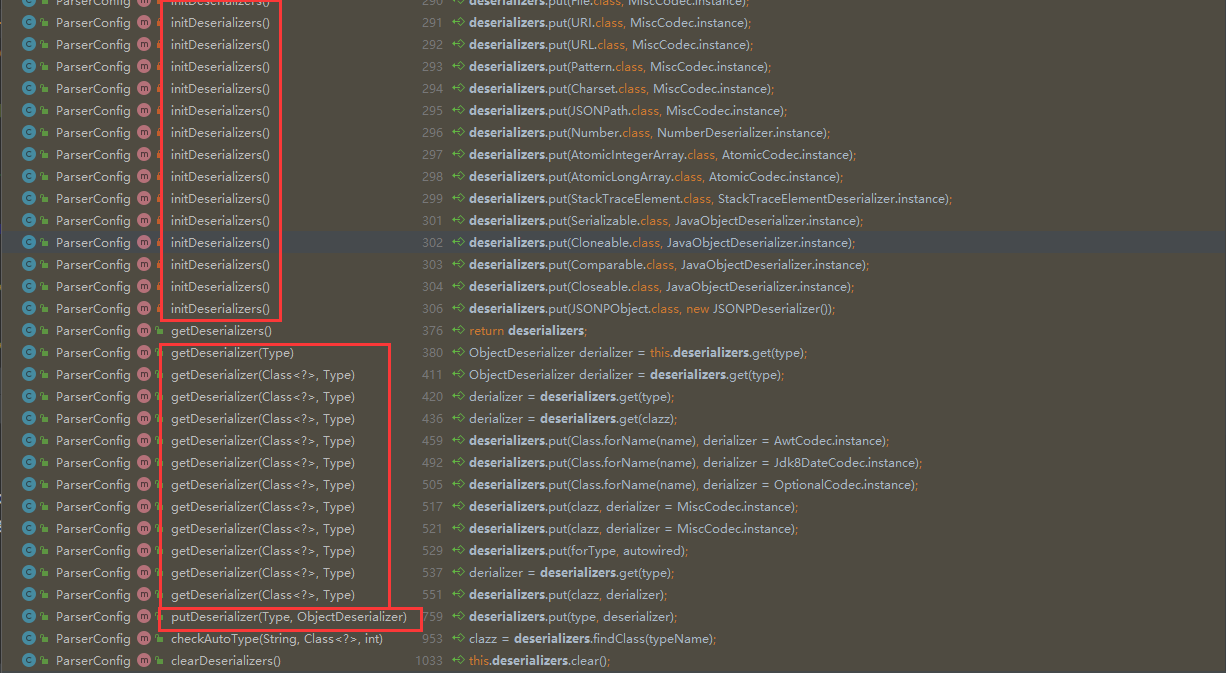 ParserConfig m initDeserializers() 290 deserializers.put(File.class, MiscCodec.instance);
C ParserConfig m initDeserializers() 291 deserializers.put(URI.class, MiscCodec.instance);
C ParserConfig m initDeserializers() 292 deserializers.put(URL.class, MiscCodec.instance);
C ParserConfig m initDeserializers() 293 deserializers.put(Pattern.class, MiscCodec.instance);
C ParserConfig m initDeserializers() 294 deserializers.put(Charset.class, MiscCodec.instance);
C ParserConfig m initDeserializers() 295 deserializers.put(JSONPath.class, MiscCodec.instance);
C ParserConfig m initDeserializers() 296 deserializers.put(Number.class, NumberDeserializer.instance);
C ParserConfig m initDeserializers() 297 deserializers.put(AtomicIntegerArray.class, AtomicCodec.instance);
C ParserConfig m initDeserializers() 298 deserializers.put(AtomicLongArray.class, AtomicCodec.instance);
C ParserConfig m initDeserializers() 299 deserializers.put(StackTraceElement.class, StackTraceElementDeserializer.instance);
C ParserConfig m initDeserializers() 301 deserializers.put(Serializable.class, JavaObjectDeserializer.instance);
C ParserConfig m initDeserializers() 302 deserializers.put(Cloneable.class, JavaObjectDeserializer.instance);
C ParserConfig m initDeserializers() 303 deserializers.put(Comparable.class, JavaObjectDeserializer.instance);
C ParserConfig m initDeserializers() 304 deserializers.put(Closeable.class, JavaObjectDeserializer.instance);
C ParserConfig m initDeserializers() 306 deserializers.put(JSONPObject.class, new JSONPDeserializer());
C ParserConfig m getDeserializers() 376 return deserializers;
C ParserConfig m getDeserializer(Type) 380 ObjectDeserializer derializer = this.deserializers.get(type);
C ParserConfig m getDeserializer(Class<?>, Type) 411 ObjectDeserializer derializer = deserializers.get(type);
C ParserConfig m getDeserializer(Class<?>, Type) 420 derializer = deserializers.get(type);
C ParserConfig m getDeserializer(Class<?>, Type) 436 derializer = deserializers.get(clazz);
C ParserConfig m getDeserializer(Class<?>, Type) 459 deserializers.put(Class.forName(name), derializer = AwtCodec.instance);
C ParserConfig m getDeserializer(Class<?>, Type) 492 deserializers.put(Class.forName(name), derializer = Jdk8DateCodec.instance);
C ParserConfig m getDeserializer(Class<?>, Type) 505 deserializers.put(Class.forName(name), derializer = OptionalCodec.instance);
C ParserConfig m getDeserializer(Class<?>, Type) 517 deserializers.put(clazz, derializer = MiscCodec.instance);
C ParserConfig m getDeserializer(Class<?>, Type) 521 deserializers.put(clazz, derializer = MiscCodec.instance);
C ParserConfig m getDeserializer(Class<?>, Type) 529 deserializers.put(forType, autowired);
C ParserConfig m getDeserializer(Class<?>, Type) 537 derializer = deserializers.get(type);
C ParserConfig m getDeserializer(Class<?>, Type) 551 deserializers.put(clazz, derializer);
C ParserConfig m putDeserializer(Type, ObjectDeserializer) 759 deserializers.put(type, deserializer);
C ParserConfig m checkAutoType(String, Class<?>, int) 953 clazz = deserializers.findClass(typeName);
C ParserConfig m clearDeserializers() 1033 this.deserializers.clear();